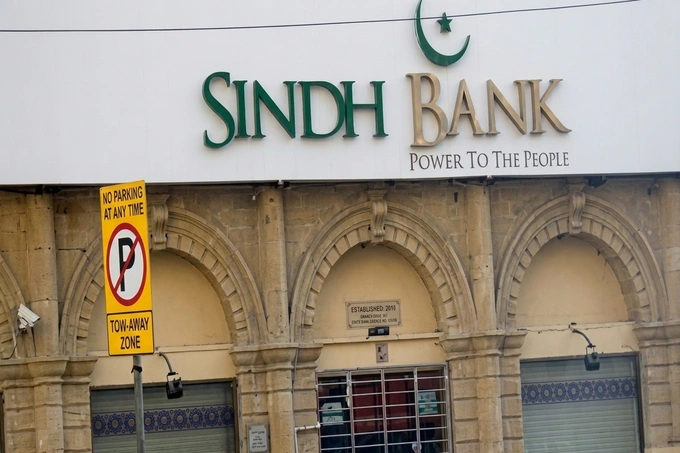 SINDH BANK
POWER TO THE PEOPLE
NO PARKING
AT ANY TIME
P
TOW-AWAY
ZONE
ESTABLISHED: 2010